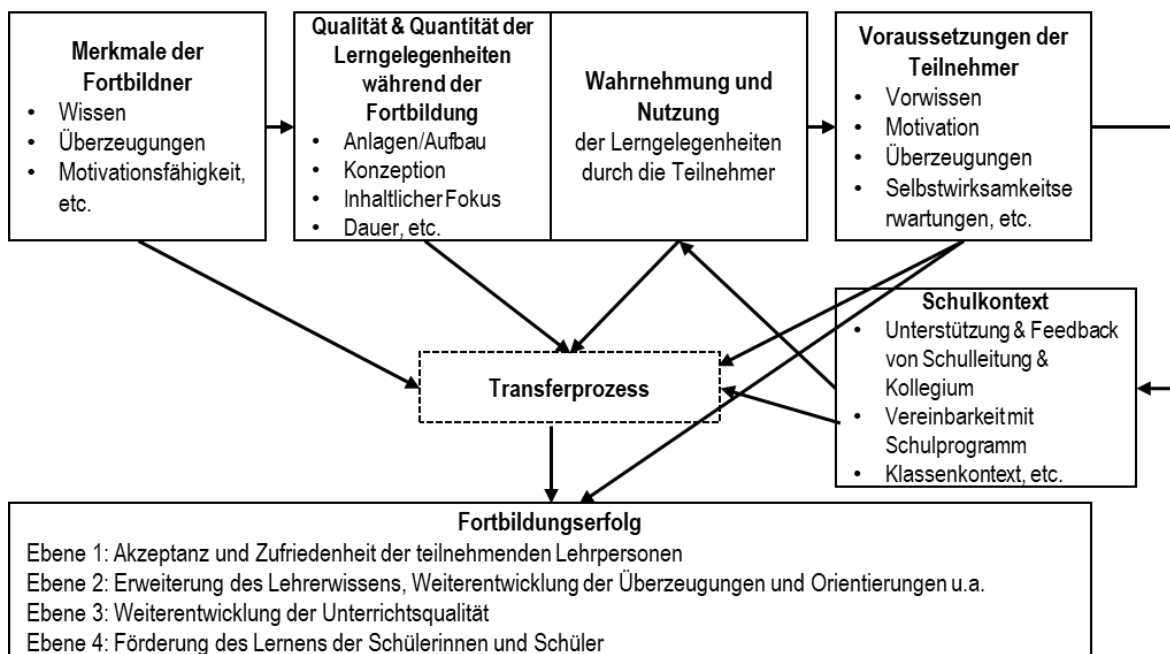 Merkmale der
Fortbildner
• Wissen
• Überzeugungen
• Motivationsfähigkeit,
etc.
Qualität & Quantität der
Lerngelegenheiten
während der
Fortbildung
• Anlagen/Aufbau
• Konzeption
• Inhaltlicher Fokus
• Dauer, etc.
Wahrnehmung und
Nutzung
der Lerngelegenheiten
durch die Teilnehmer
Voraussetzungen der
Teilnehmer
• Vorwissen
• Motivation
• Überzeugungen
• Selbstwirksamkeitse
rwartungen, etc.
Schulkontext
• Unterstützung & Feedback
von Schulleitung &
Kollegium
• Vereinbarkeit mit
Schulprogramm
• Klassenkontext, etc.
Transferprozess
Fortbildungserfolg
Ebene 1: Akzeptanz und Zufriedenheit der teilnehmenden Lehrpersonen
Ebene 2: Erweiterung des Lehrerwissens, Weiterentwicklung der Überzeugungen und Orientierungen u.a.
Ebene 3: Weiterentwicklung der Unterrichtsqualität
Ebene 4: Förderung des Lernens der Schülerinnen und Schüler